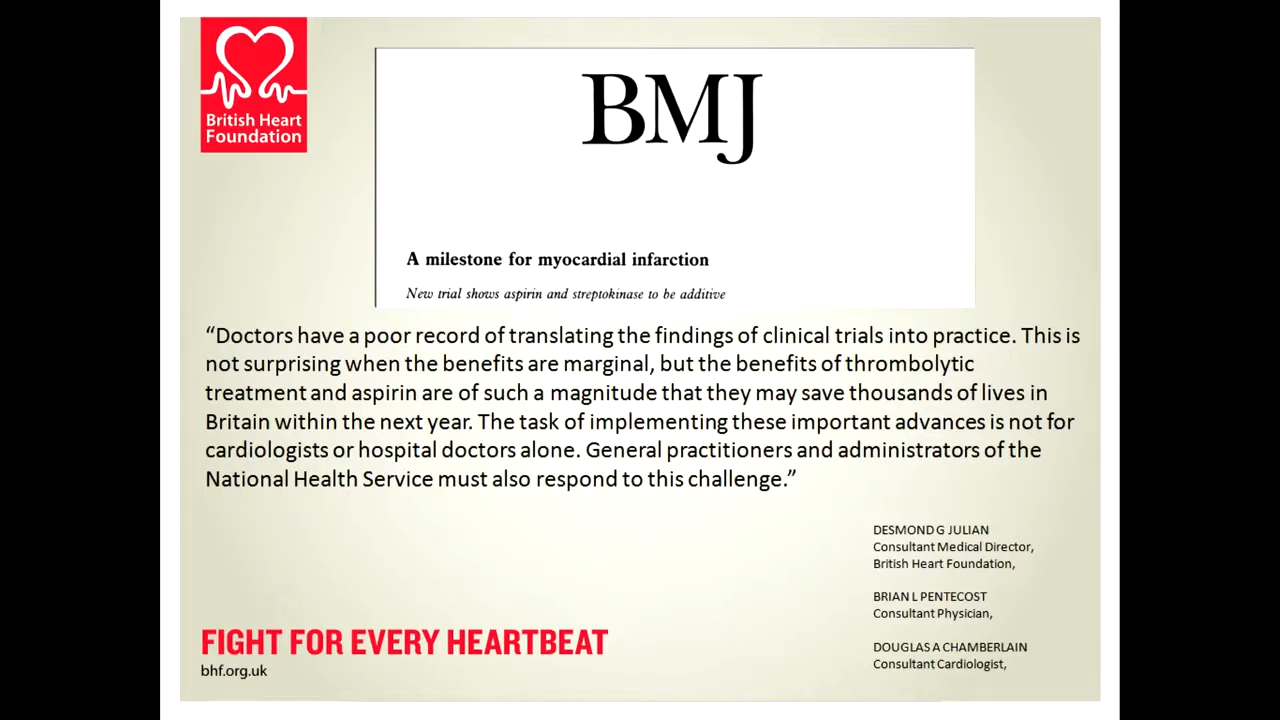 British Heart
Foundation
BMJ
A milestone for myocardial infarction
New trial shows aspirin and streptokinase to be additive
“Doctors have a poor record of translating the findings of clinical trials into practice. This is
not surprising when the benefits are marginal, but the benefits of thrombolytic
treatment and aspirin are of such a magnitude that they may save thousands of lives in
Britain within the next year. The task of implementing these important advances is not for
cardiologists or hospital doctors alone. General practitioners and administrators of the
National Health Service must also respond to this challenge.”
DESMOND G JULIAN
Consultant Medical Director,
British Heart Foundation,
BRIAN L PENTECOST
Consultant Physician,
DOUGLAS A CHAMBERLAIN
Consultant Cardiologist,
FIGHT FOR EVERY HEARTBEAT
bhf.org.uk